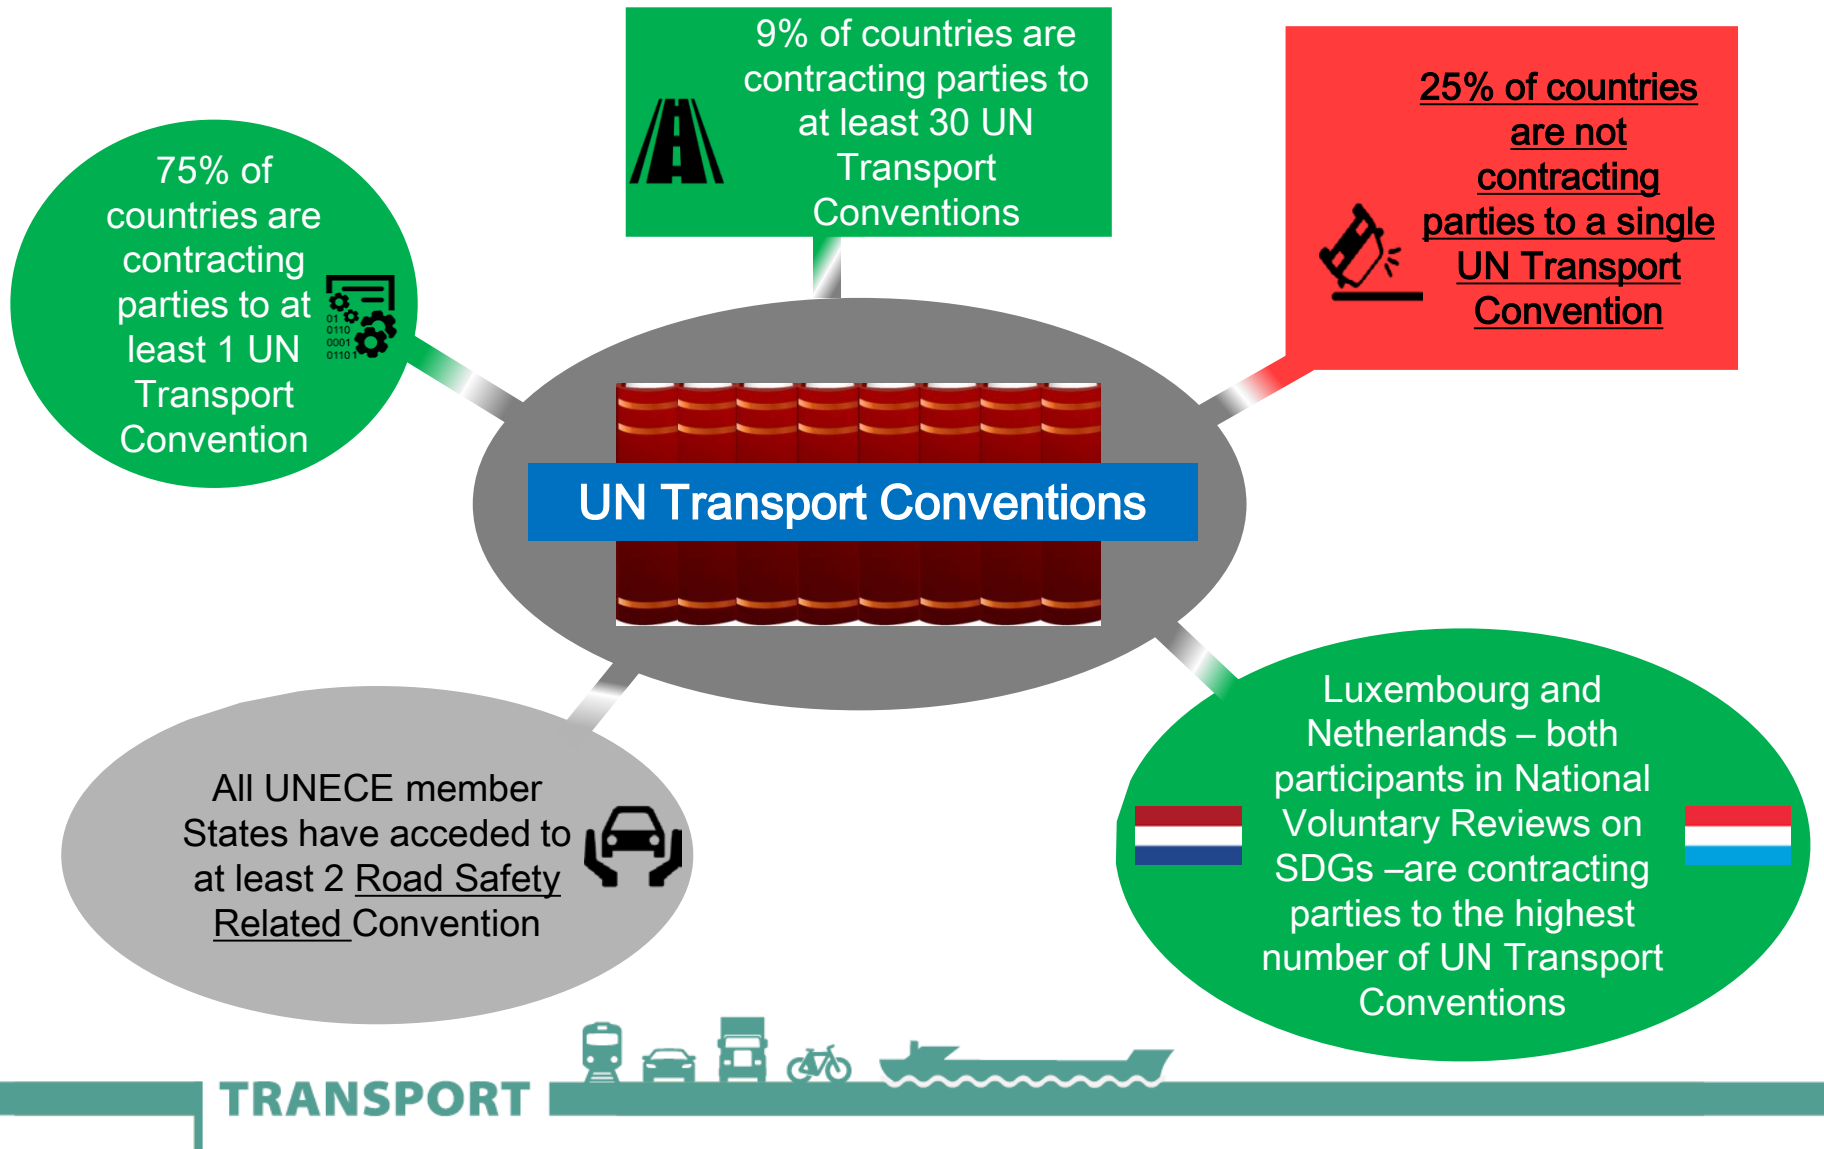 9% of countries are
contracting parties to
at least 30 UN
Transport
Conventions
25% of countries
are not
contracting
parties to a single
UN Transport
Convention
75% of
countries are
contracting
parties to at
least 1 UN
Transport
Convention
01
0110
0001
01101
UN Transport Conventions
All UNECE member
States have acceded to
at least 2 Road Safety
Related Convention
Luxembourg and
Netherlands – both
participants in National
Voluntary Reviews on
SDGs –are contracting
parties to the highest
number of UN Transport
Conventions
TRANSPORT